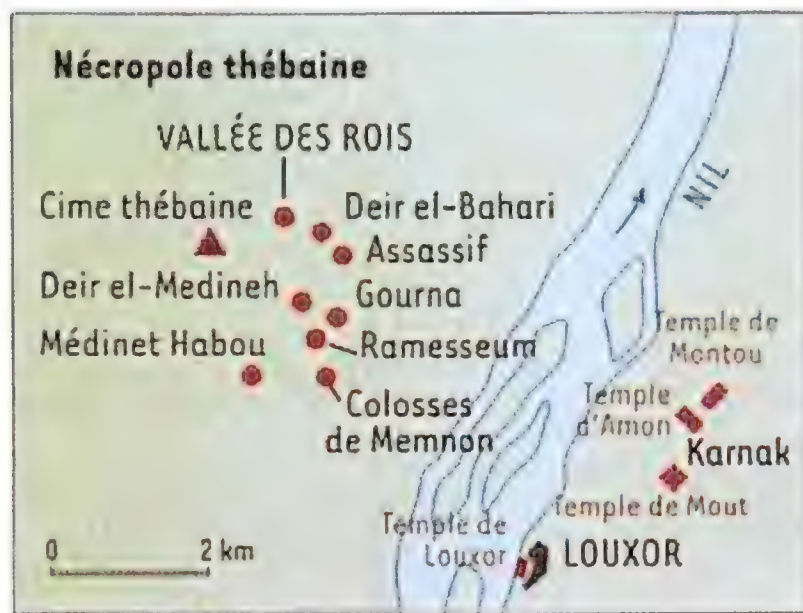 Nécropole thébaine
VALLÉE DES ROIS
Cime thébaine
Deir el-Bahari
Assassif
Deir el-Medineh
Gourna
Médinet Habou
Ramesseum
Colosses
de Memnon
NIL
Temple de
Montou
Temple
d'Amon
Karnak
Temple de Mout
Temple de
Louxor
LOUXOR
0 2 km